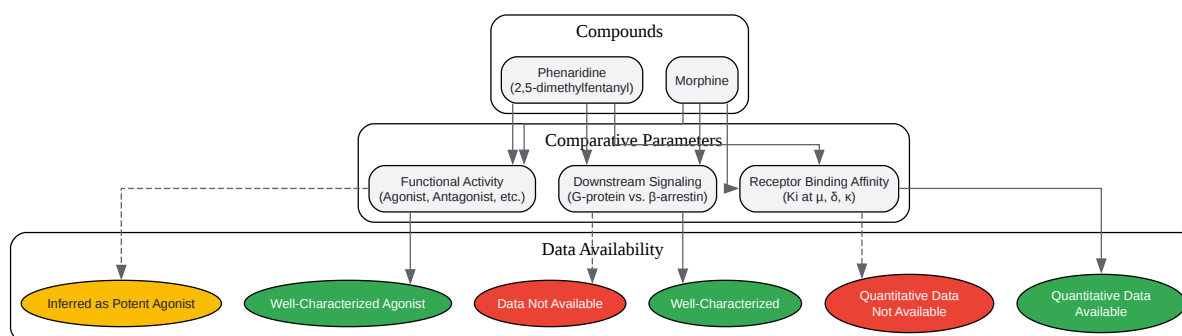 Compounds
Phenaridine
(2,5-dimethylfentanyl)
Morphine
Comparative Parameters
Functional Activity
(Agonist, Antagonist, etc.)
Downstream Signaling
(G-protein vs. β-arrestin)
Receptor Binding Affinity
(Ki at μ, δ, κ)
Data Availability
Inferred as Potent Agonist
Well-Characterized Agonist
Data Not Available
Well-Characterized
Quantitative Data
Not Available
Quantitative Data
Available